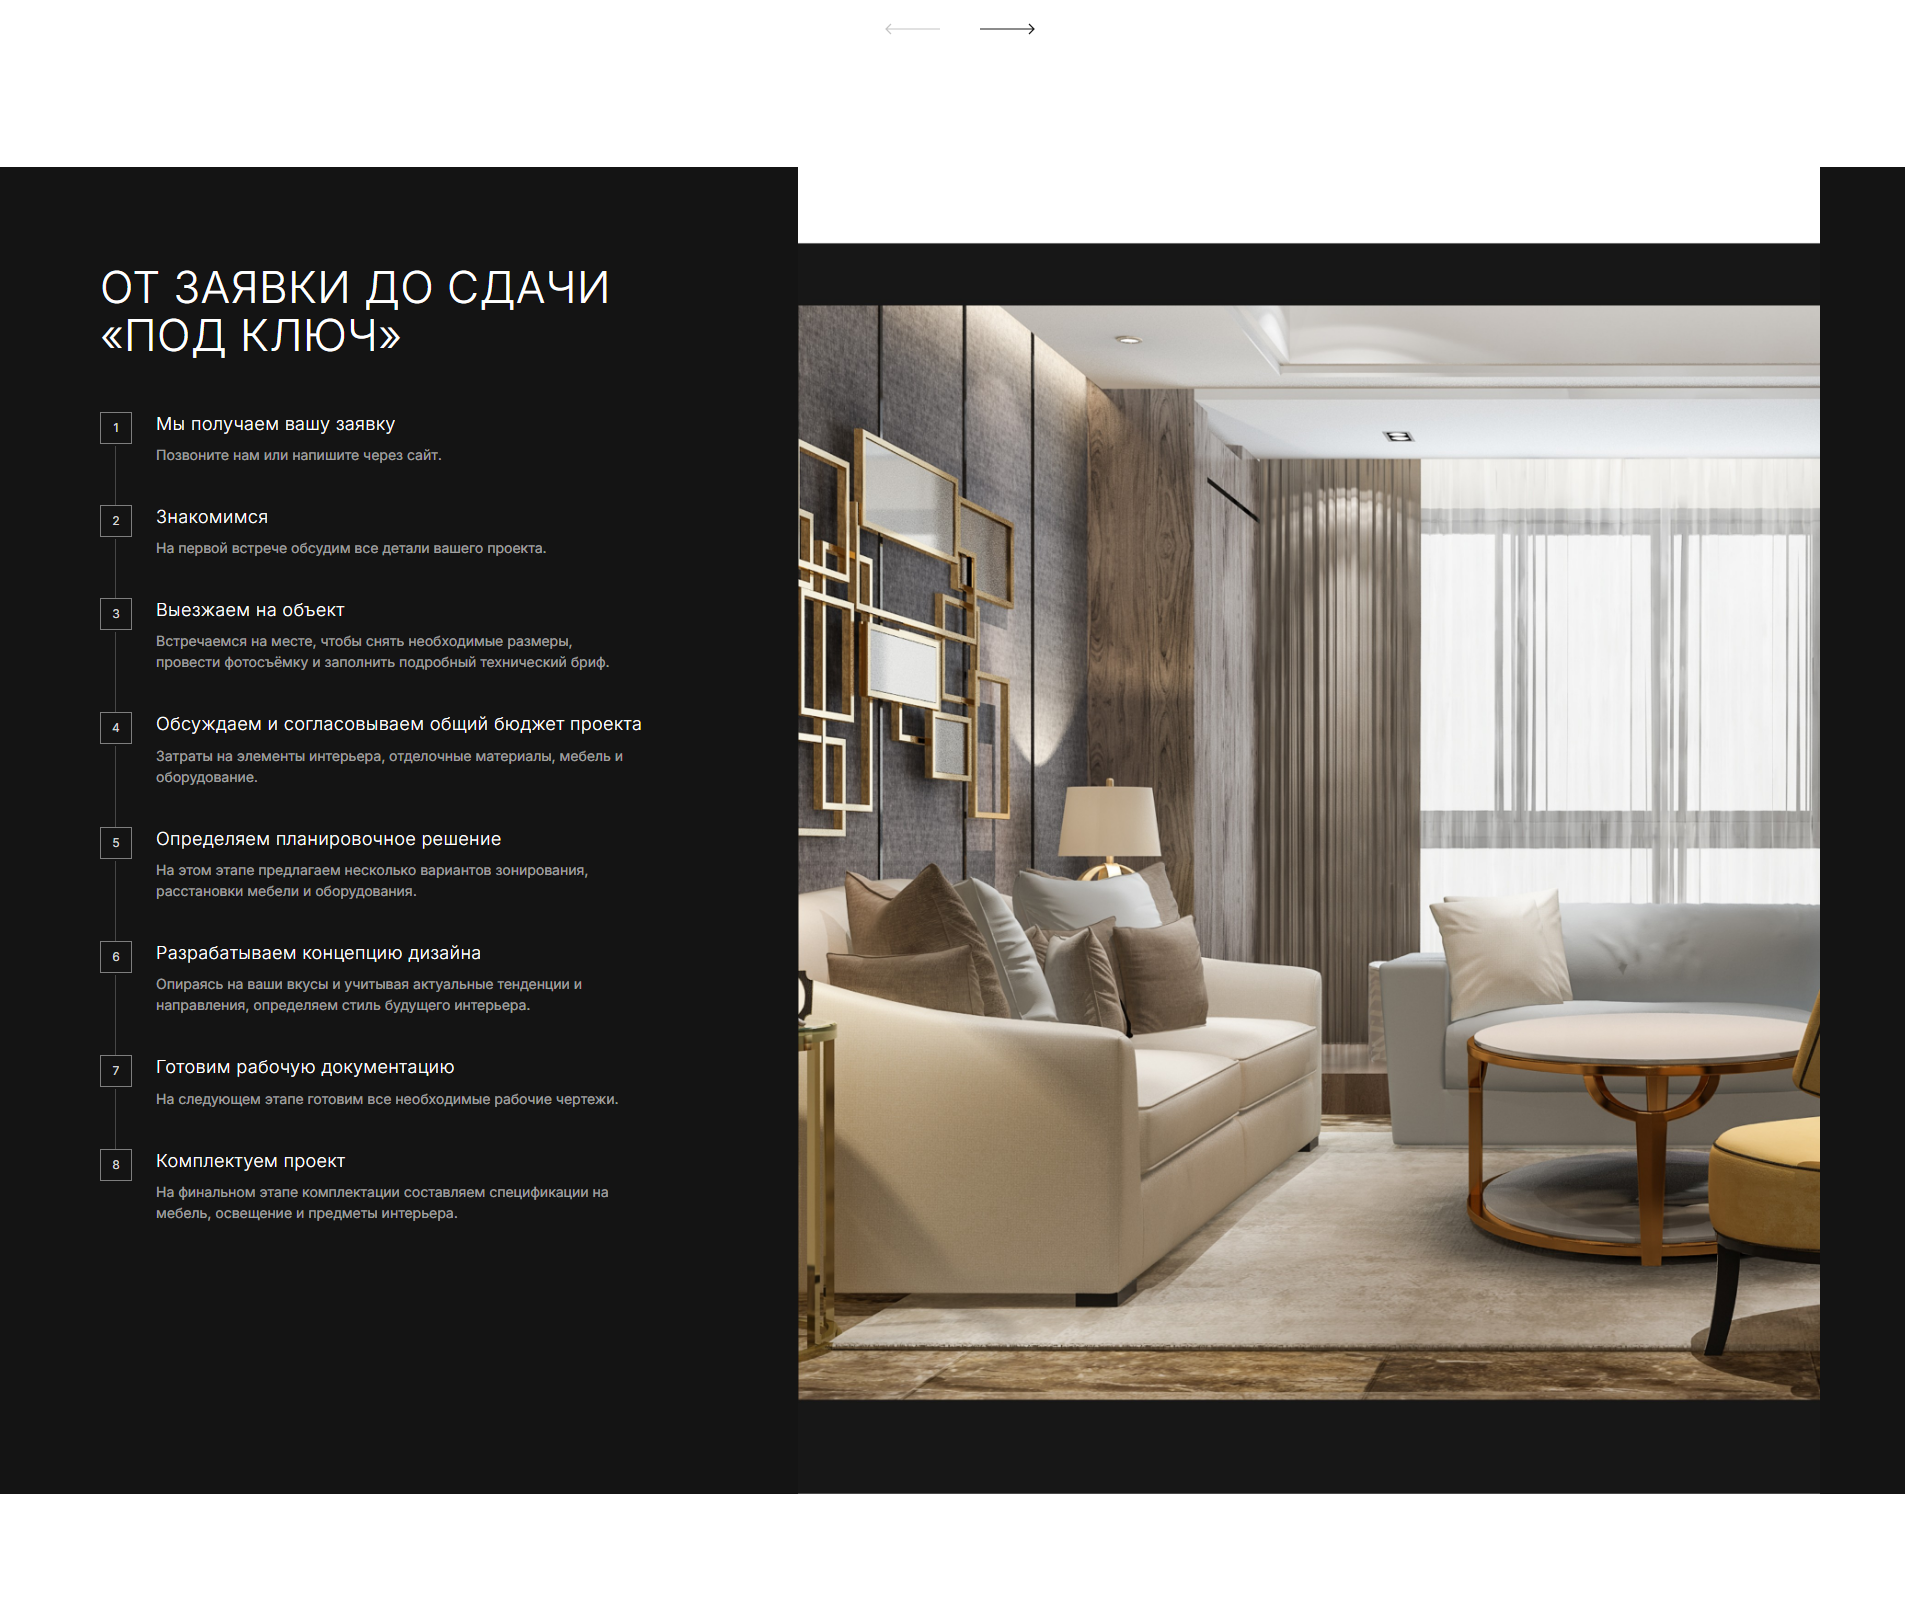 ОТ ЗАЯВКИ ДО СДАЧИ
«ПОД КЛЮЧ»
1
Мы получаем вашу заявку
Позвоните нам или напишите через сайт.
2
Знакомимся
На первой встрече обсудим все детали вашего проекта.
3
Выезжаем на объект
Встречаемся на месте, чтобы снять необходимые размеры,
провести фотосъёмку и заполнить подробный технический бриф.
4
Обсуждаем и согласовываем общий бюджет проекта
Затраты на элементы интерьера, отделочные материалы, мебель и
оборудование.
5
Определяем планировочное решение
На этом этапе предлагаем несколько вариантов зонирования,
расстановки мебели и оборудования.
6
Разрабатываем концепцию дизайна
Опираясь на ваши вкусы и учитывая актуальные тенденции и
направления, определяем стиль будущего интерьера.
7
Готовим рабочую документацию
На следующем этапе готовим все необходимые рабочие чертежи.
8
Комплектуем проект
На финальном этапе комплектации составляем спецификации на
мебель, освещение и предметы интерьера.